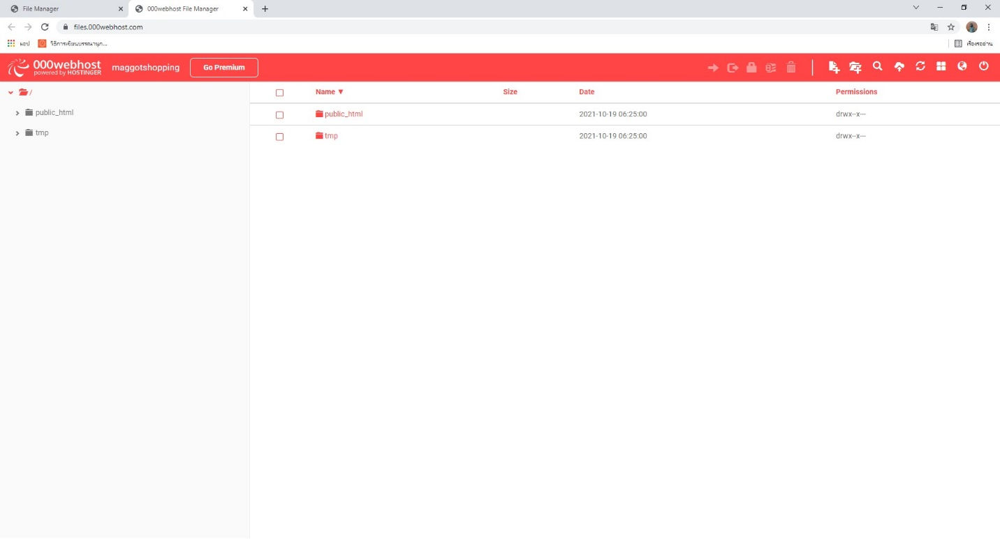 File Manager
000webhost File Manager
files.000webhost.com
แอป
วิธีการเขียนบรรณานุก...
เรื่องรออ่าน
000webhost
powered by HOSTINGER
maggotshopping
Go Premium
/
public_html
tmp
Name ▼ Size Date Permissions
public_html 2021-10-19 06:25:00 drwx--x---
tmp 2021-10-19 06:25:00 drwx--x---